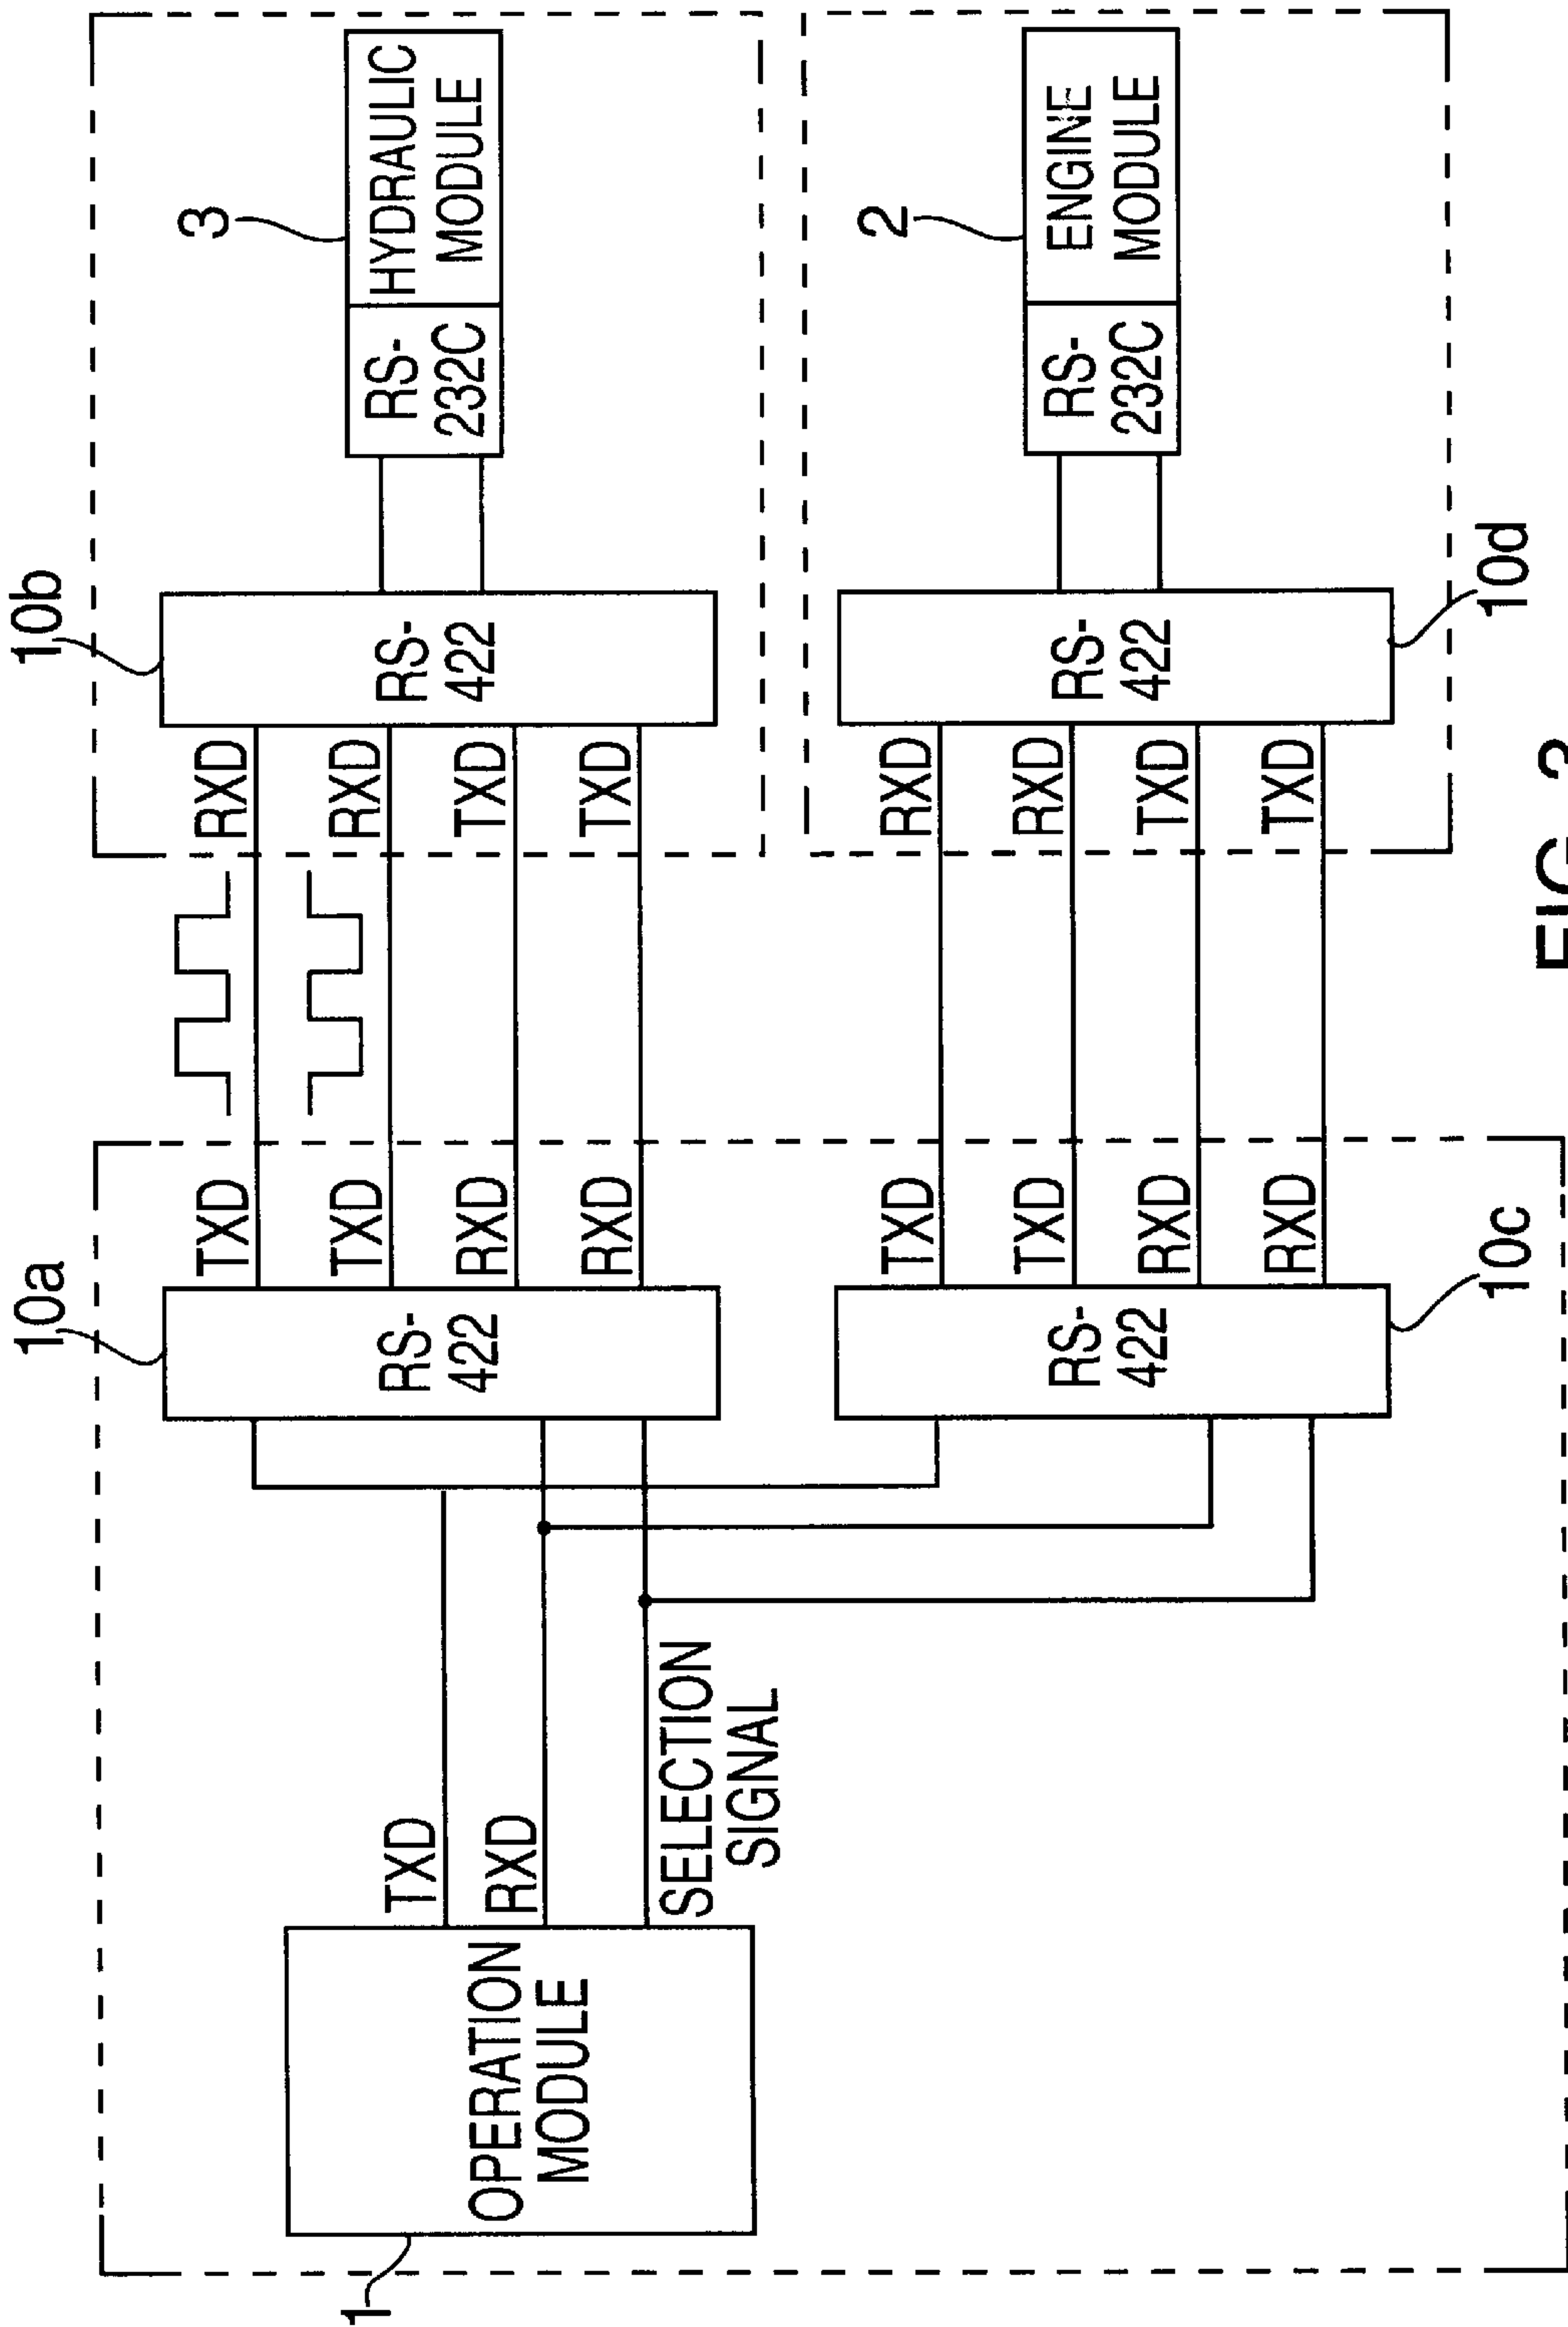 10a
10b
3
TXD
RXD
TXD
RXD
RXD
TXD
RXD
TXD
RS-
422
RS-
422
RS-
232C
HYDRAULIC
MODULE
1
OPERATION
MODULE
TXD
RXD
SELECTION
SIGNAL
2
TXD
RXD
TXD
RXD
RXD
TXD
RXD
TXD
RS-
422
RS-
422
RS-
232C
ENGINE
MODULE
10c
10d
FIG.